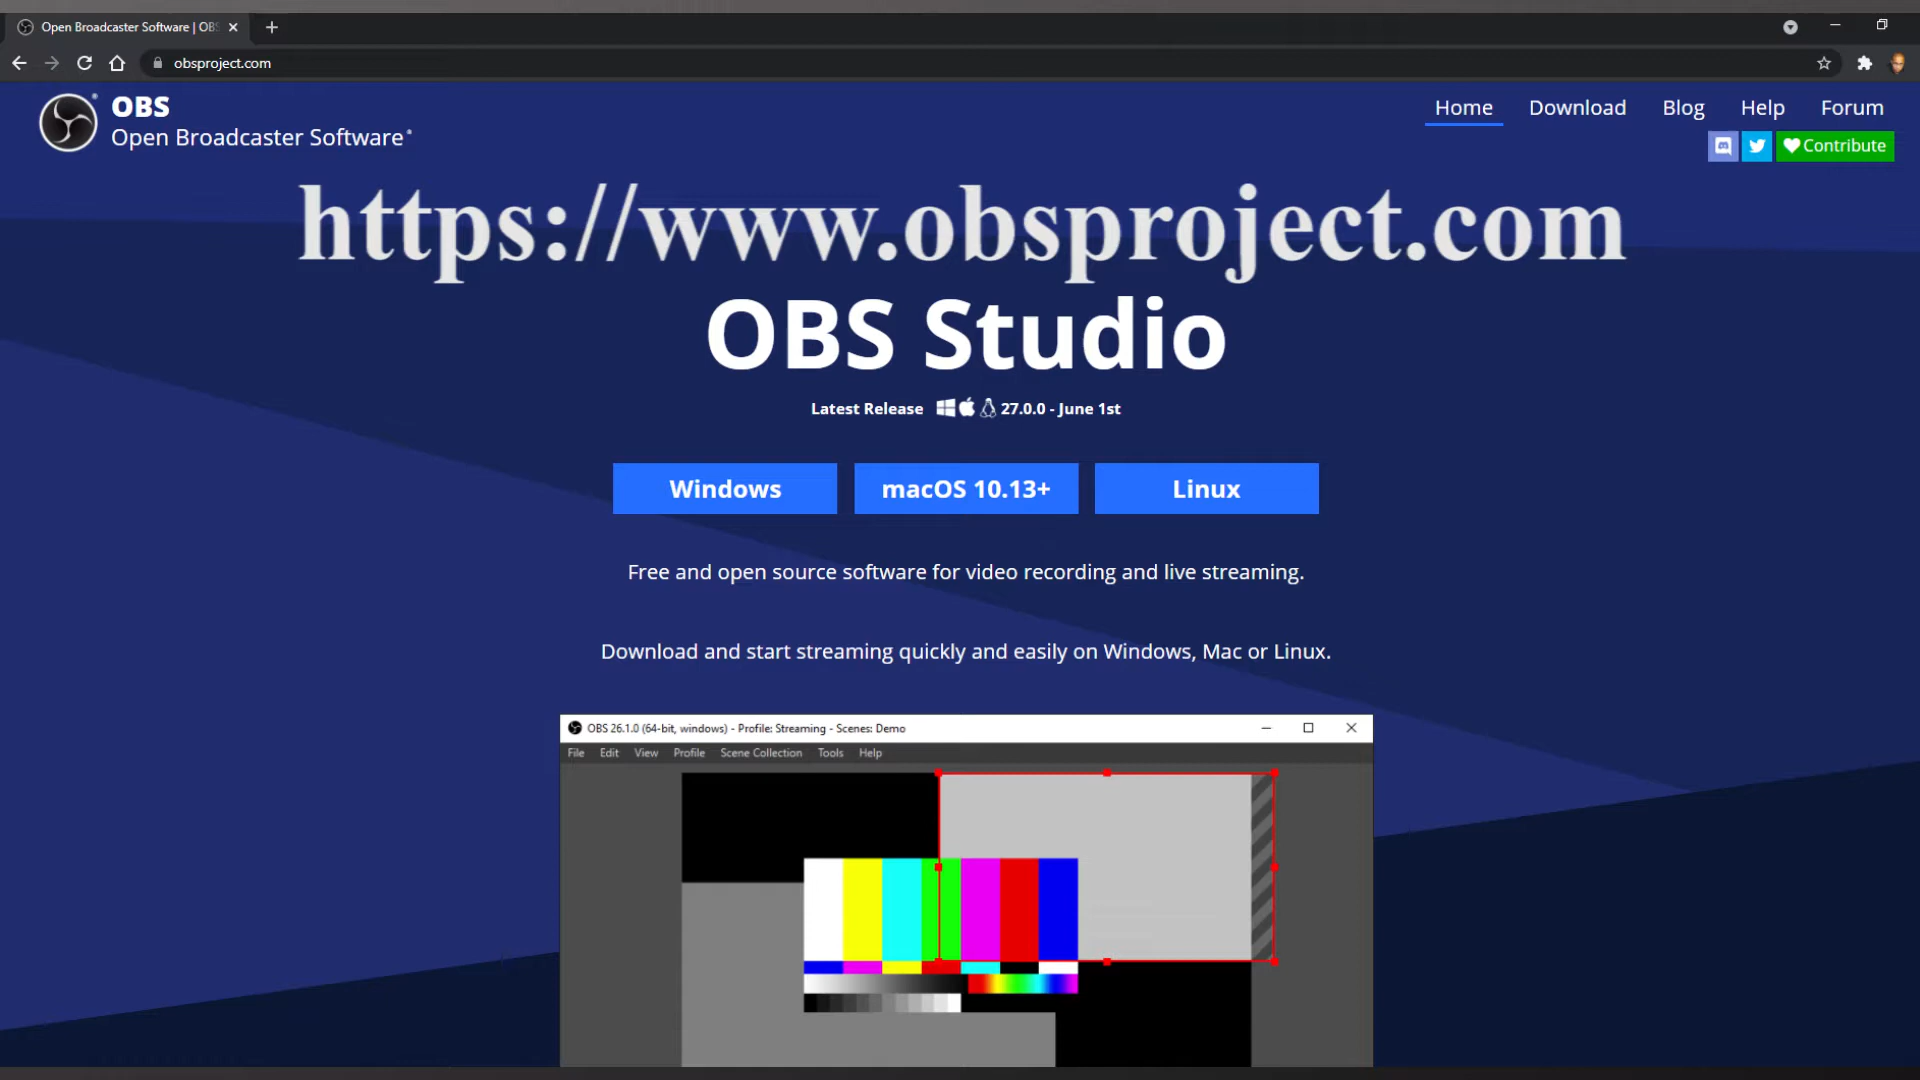 Open Broadcaster Software | OBS
obsproject.com
OBS
Open Broadcaster Software
Home Download Blog Help Forum
Contribute
https://www.obsproject.com
OBS Studio
Latest Release 27.0.0 - June 1st
Windows macOS 10.13+ Linux
Free and open source software for video recording and live streaming.
Download and start streaming quickly and easily on Windows, Mac or Linux.
OBS 26.1.0 (64-bit, windows) - Profile: Streaming - Scenes: Demo
File Edit View Profile Scene Collection Tools Help